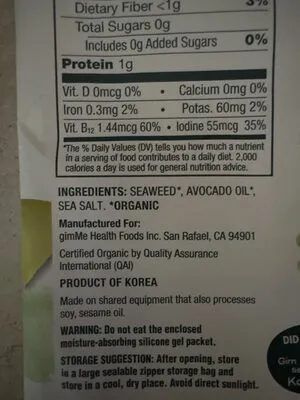 Dietary Fiber <1g 3%
Total Sugars 0g
Includes 0g Added Sugars 0%
Protein 1g
Vit. D 0mcg 0% • Calcium 0mg 0%
Iron 0.3mg 2% • Potas. 60mg 2%
Vit. B12 1.44mcg 60% • Iodine 55mcg 35%
*The % Daily Values (DV) tells you how much a nutrient
in a serving of food contributes to a daily diet. 2,000
calories a day is used for general nutrition advice.
INGREDIENTS: SEAWEED*, AVOCADO OIL*,
SEA SALT. *ORGANIC
Manufactured For:
gimMe Health Foods Inc. San Rafael, CA 94901
Certified Organic by Quality Assurance
International (QAI)
PRODUCT OF KOREA
Made on shared equipment that also processes
soy, sesame oil.
WARNING: Do not eat the enclosed
moisture-absorbing silicone gel packet.
STORAGE SUGGESTION: After opening, store
in a large sealable zipper storage bag and
store in a cool, dry place. Avoid direct sunlight.
DID
Gim